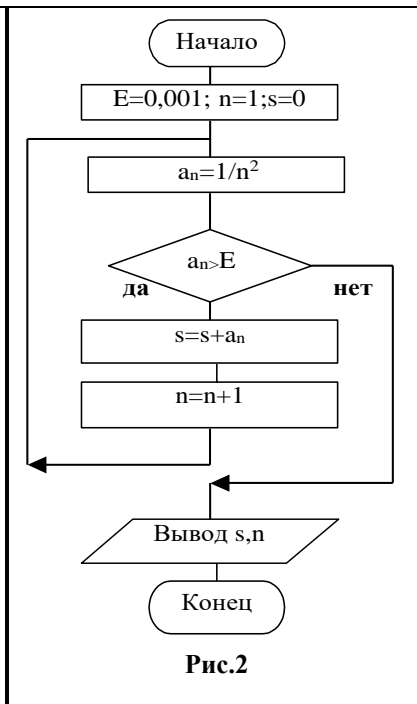 Начало
E=0,001; n=1;s=0
aₙ=1/n²
aₙ>E
да
нет
s=s+aₙ
n=n+1
Вывод s,n
Конец
Рис.2